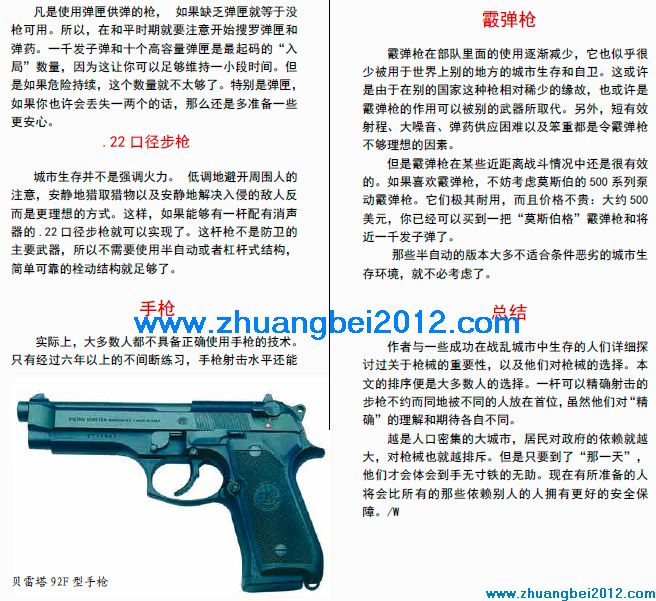 凡是使用弹匣供弹的枪， 如果缺乏弹匣就等于没
枪可用。所以，在和平时期就要注意开始搜罗弹匣和
弹药。一千发子弹和十个高容量弹匣是最起码的“入
局”数量，因为这让你可以足够维持一小段时间。但
是如果危险持续，这个数量就不太够了。特别是弹匣，
如果你也许会丢失一两个的话，那么还是多准备一些
更安心。
.22 口径步枪
城市生存并不是强调火力。 低调地避开周围人的
注意，安静地猎取猎物以及安静地解决入侵的敌人反
而是更理想的方式。这样，如果能够有一杆配有消声
器的.22 口径步枪就可以实现了。这杆枪不是防卫的
主要武器，所以不需要使用半自动或者杠杆式结构，
简单可靠的栓动结构就足够了。
手枪
实际上，大多数人都不具备正确使用手枪的技术。
只有经过六年以上的不间断练习，手枪射击水平还能
贝雷塔 92F 型手枪
霰弹枪
霰弹枪在部队里面的使用逐渐减少，它也似乎很
少被用于世界上别的地方的城市生存和自卫。这或许
是由于在别的国家这种枪相对稀少的缘故，也或许是
霰弹枪的作用可以被别的武器所取代。另外，短有效
射程、大噪音、弹药供应困难以及笨重都是令霰弹枪
不够理想的因素。
但是霰弹枪在某些近距离战斗情况中还是很有效
的。如果喜欢霰弹枪，不妨考虑莫斯伯的 500 系列泵
动霰弹枪。它们极其耐用，而且价格不贵：大约 500
美元，你已经可以买到一把“莫斯伯格”霰弹枪和将
近一千发子弹了。
那些半自动的版本大多不适合条件恶劣的城市生
存环境，就不必考虑了。
总结
作者与一些成功在战乱城市中生存的人们详细探
讨过关于枪械的重要性，以及他们对枪械的选择。本
文的排序便是大多数人的选择。一杆可以精确射击的
步枪不约而同地被不同的人放在首位，虽然他们对“精
确”的理解和期待各自不同。
越是人口密集的大城市，居民对政府的依赖就越
大，对枪械也就越排斥。但是只要到了“那一天”，
他们才会体会到手无寸铁的无助。现在有所准备的人
将会比所有的那些依赖别人的人拥有更好的安全保
障。/W
www.zhuangbei2012.com
www.zhuangbei2012.com